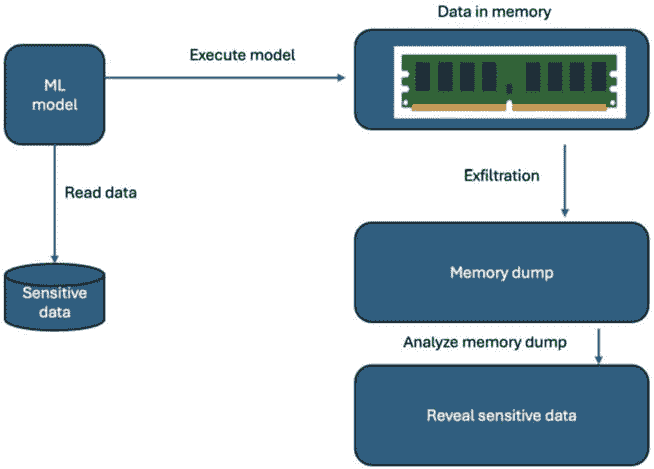 Data in memory
Execute model
ML
model
Exfiltration
Read data
Memory dump
Sensitive
data
Analyze memory dump
Reveal sensitive data